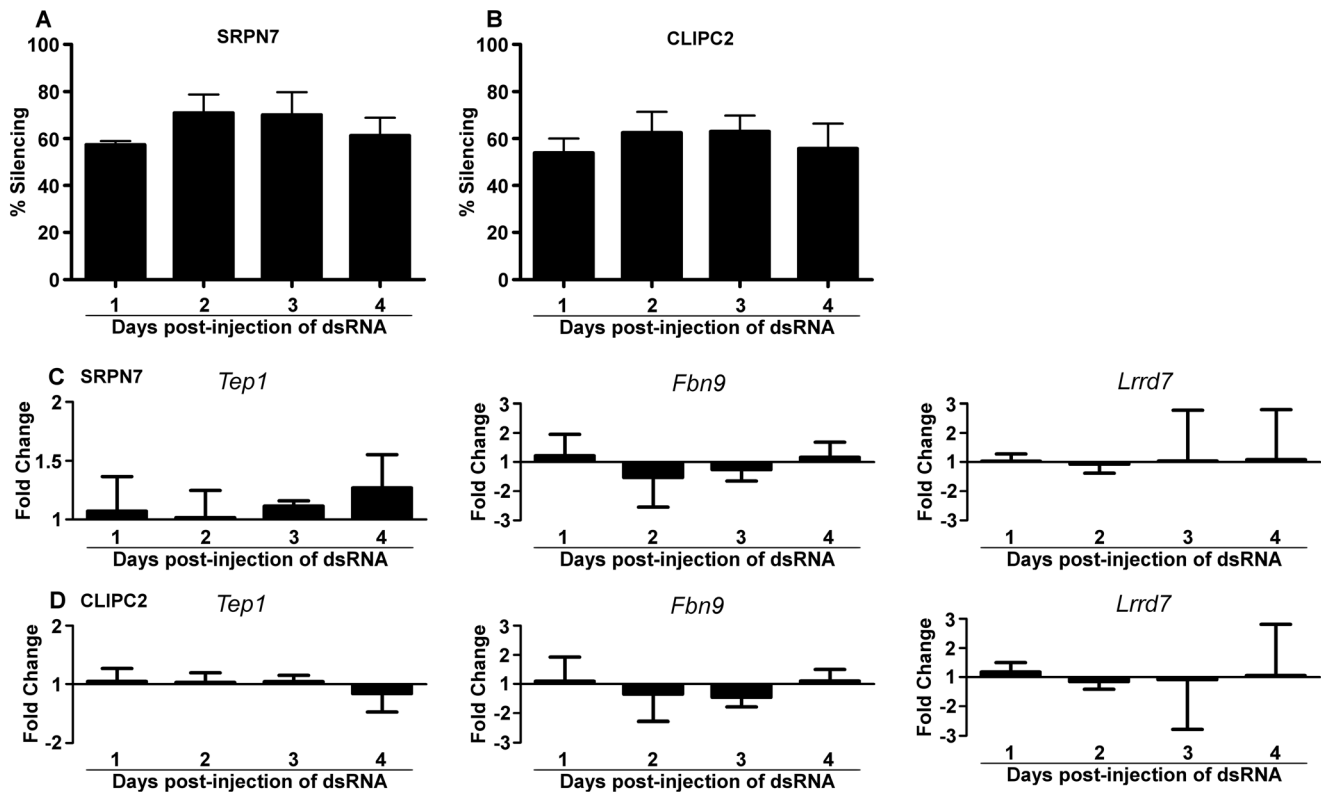 A
SRPN7
% Silencing
100
80
60
40
20
0
1 2 3 4
Days post-injection of dsRNA
B
CLIPC2
% Silencing
100
80
60
40
20
0
1 2 3 4
Days post-injection of dsRNA
C SRPN7
Tep1
Fold Change
2
1.5
1
1 2 3 4
Days post-injection of dsRNA
Fbn9
Fold Change
3
2
1
-2
-3
1 2 3 4
Days post-injection of dsRNA
Lrrd7
Fold Change
3
2
1
-2
-3
1 2 3 4
Days post-injection of dsRNA
D CLIPC2
Tep1
Fold Change
2
1
-2
1 2 3 4
Days post-injection of dsRNA
Fbn9
Fold Change
3
2
1
-2
-3
1 2 3 4
Days post-injection of dsRNA
Lrrd7
Fold Change
3
2
1
-2
-3
1 2 3 4
Days post-injection of dsRNA